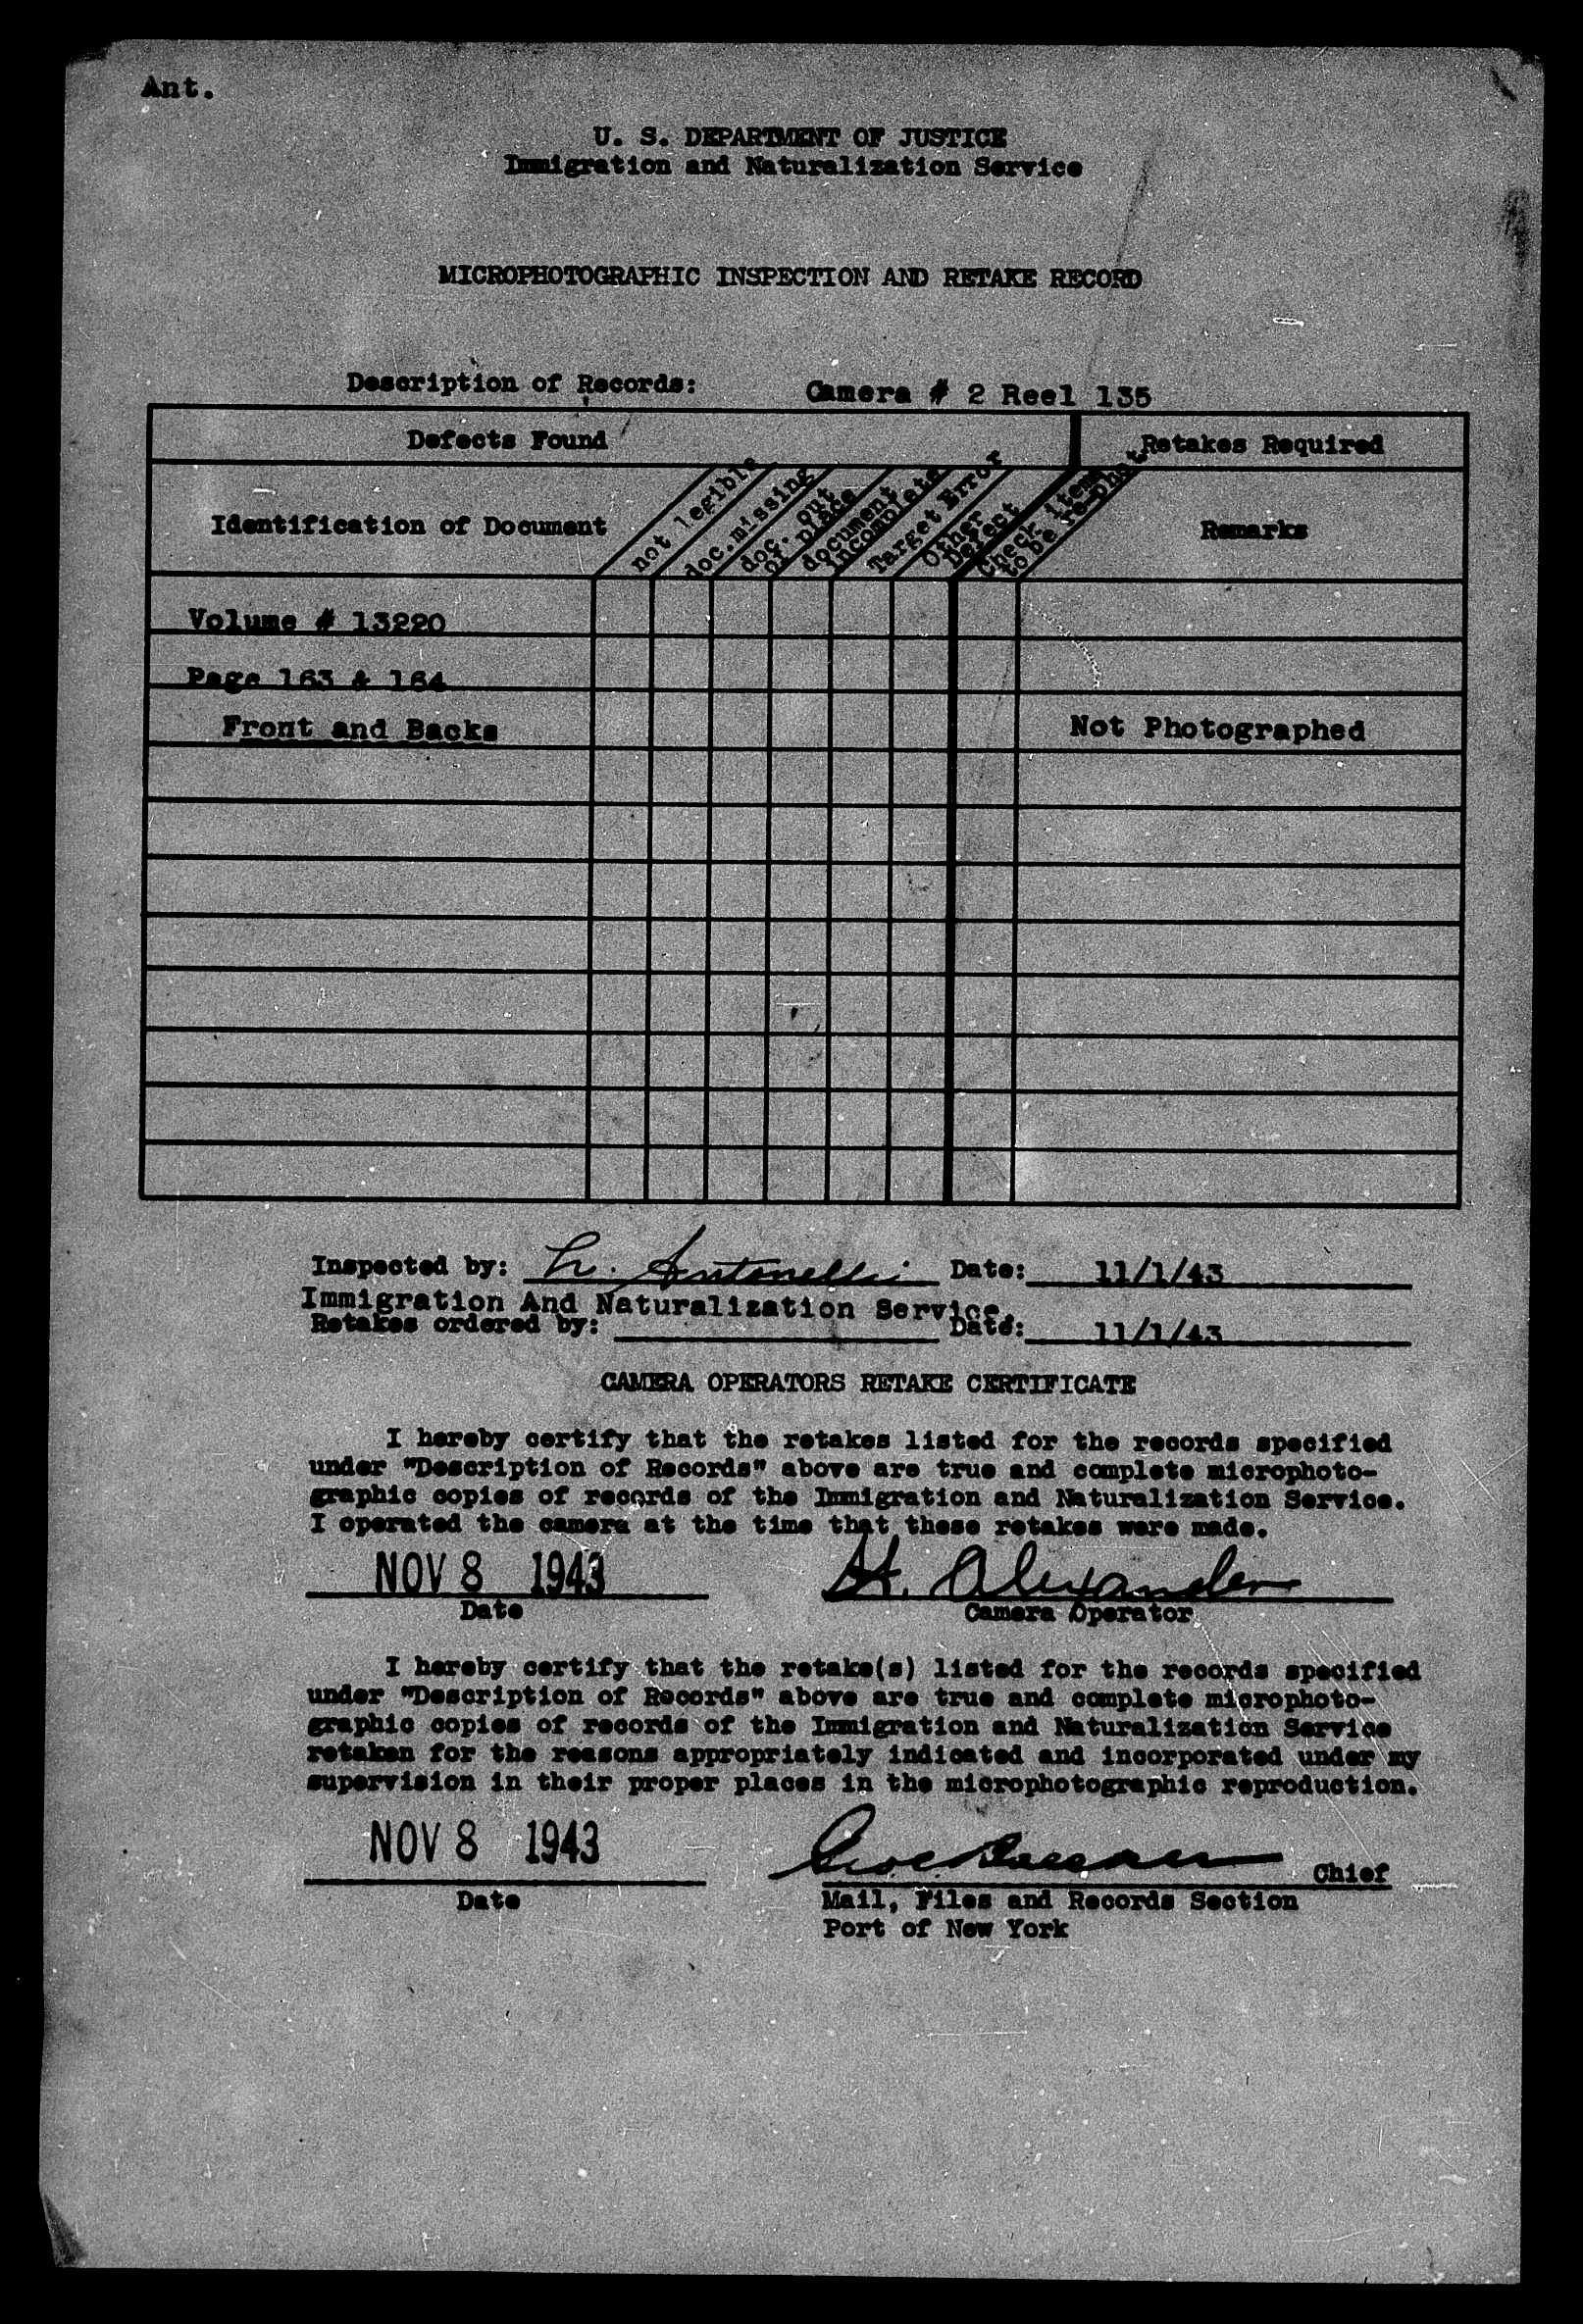 Ant.
U. S. DEPARTMENT OF JUSTICE
Immigration and Naturalization Service
MICROPHOTOGRAPHIC INSPECTION AND RETAKE RECORD
Description of Records: Camera # 2 Reel 135
Defects Found
Retakes Required
Identification of Document
not legible
doc. missing
doc. out
of place
document
incomplete
Target Error
Other
Defect
Check items
to be re-phot
Remarks
Volume # 13220
Page 163 & 164
Front and Backs Not Photographed
Inspected by: L. Antonelli Date: 11/1/43
Immigration And Naturalization Service.
Retakes ordered by: Date: 11/1/43
CAMERA OPERATORS RETAKE CERTIFICATE
I hereby certify that the retakes listed for the records specified
under "Description of Records" above are true and complete microphoto-
graphic copies of records of the Immigration and Naturalization Service.
I operated the camera at the time that these retakes were made.
NOV 8 1943 H. Alexander
Date Camera Operator
I hereby certify that the retake(s) listed for the records specified
under "Description of Records" above are true and complete microphoto-
graphic copies of records of the Immigration and Naturalization Service
retaken for the reasons appropriately indicated and incorporated under my
supervision in their proper places in the microphotographic reproduction.
NOV 8 1943
Chief
Date Mail, Files and Records Section
Port of New York